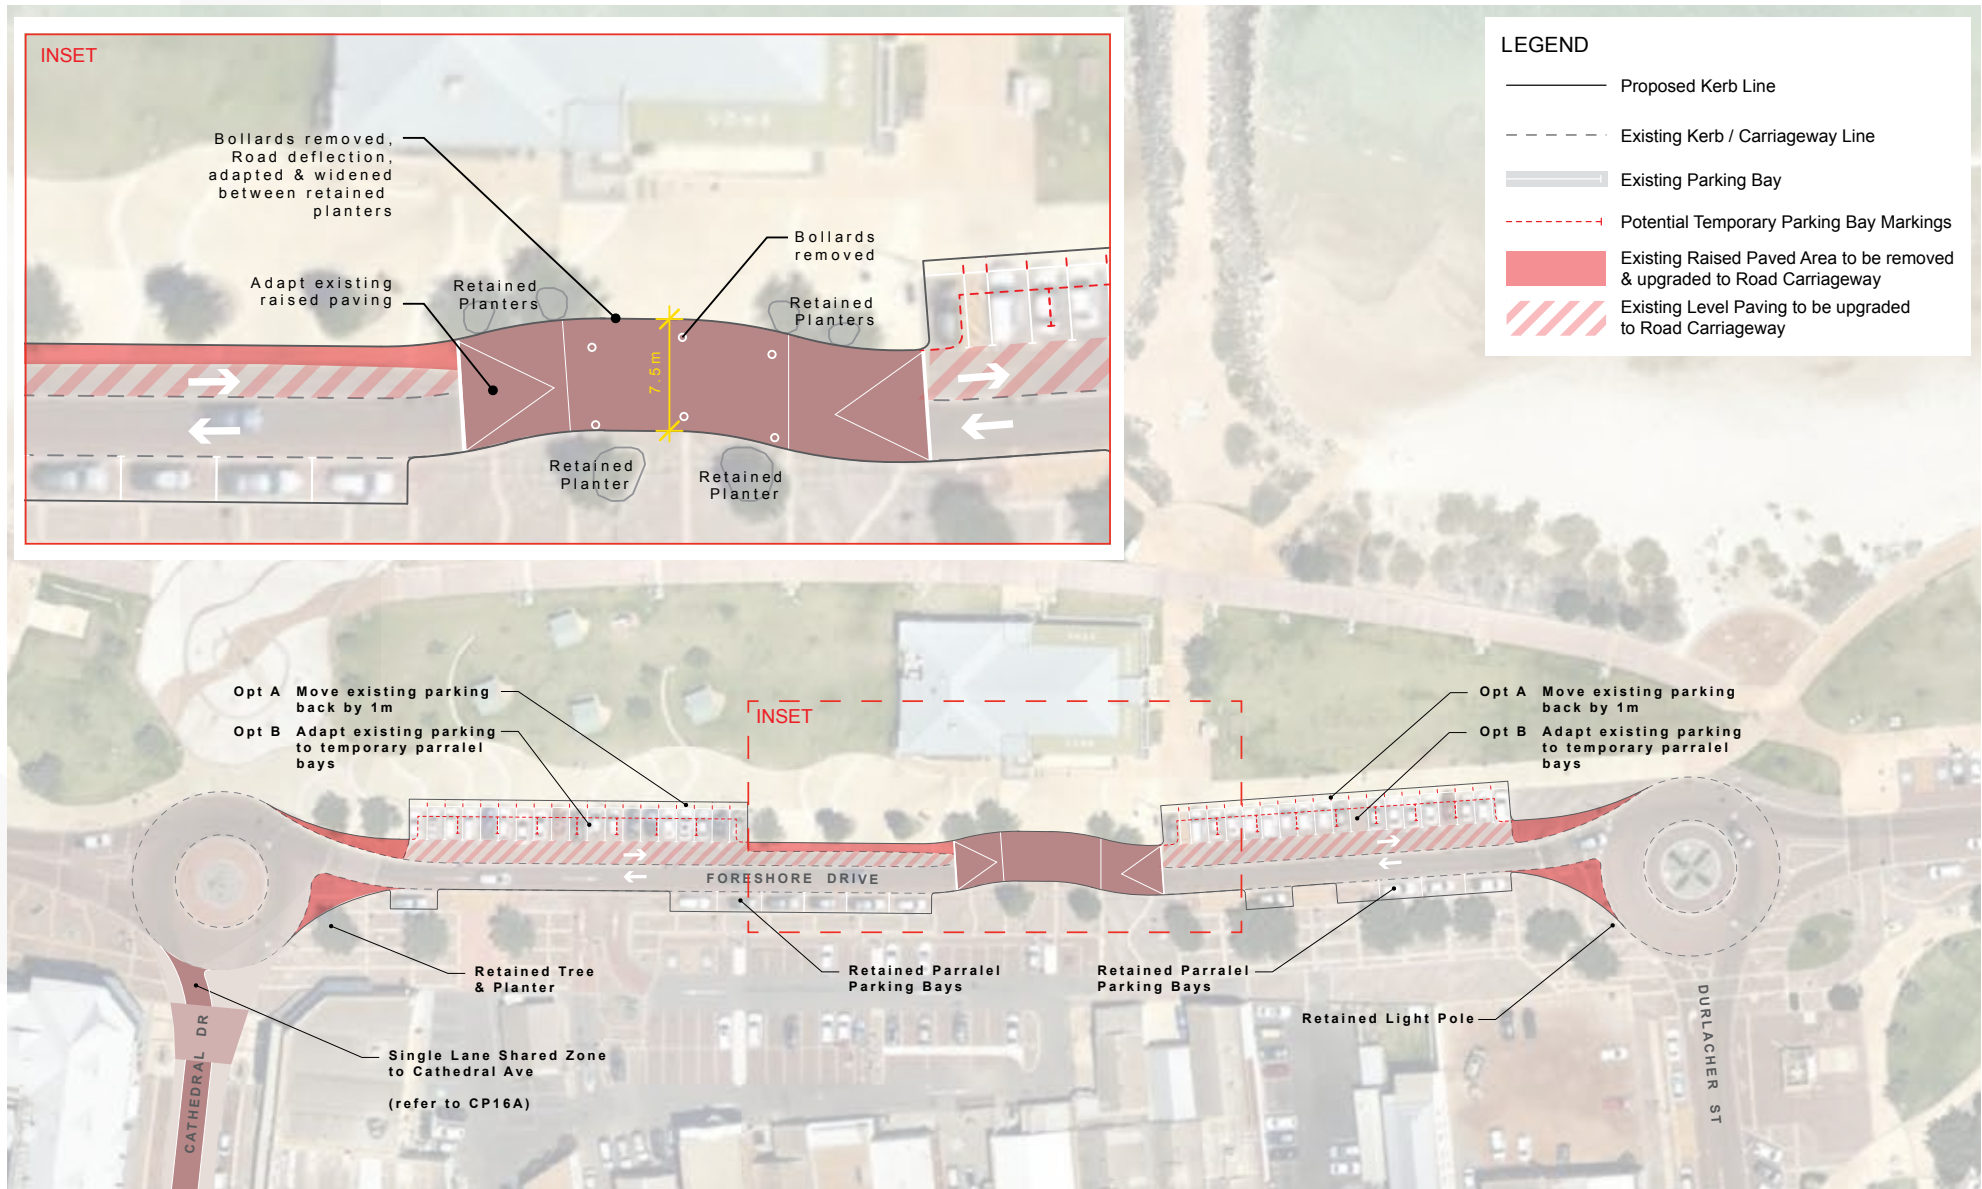 INSET
Bollards removed,
Road deflection,
adapted & widened
between retained
planters
Bollards
removed
Adapt existing
raised paving
Retained
Planters
Retained
Planters
7.5m
Retained
Planter
Retained
Planter
LEGEND
Proposed Kerb Line
Existing Kerb / Carriageway Line
Existing Parking Bay
Potential Temporary Parking Bay Markings
Existing Raised Paved Area to be removed
& upgraded to Road Carriageway
Existing Level Paving to be upgraded
to Road Carriageway
Opt A Move existing parking
back by 1m
Opt B Adapt existing parking
to temporary parralel
bays
INSET
Opt A Move existing parking
back by 1m
Opt B Adapt existing parking
to temporary parralel
bays
FORESHORE DRIVE
Retained Tree
& Planter
Retained Parralel
Parking Bays
Retained Parralel
Parking Bays
Retained Light Pole
CATHEDRAL DR
DURLACHER ST
Single Lane Shared Zone
to Cathedral Ave
(refer to CP16A)